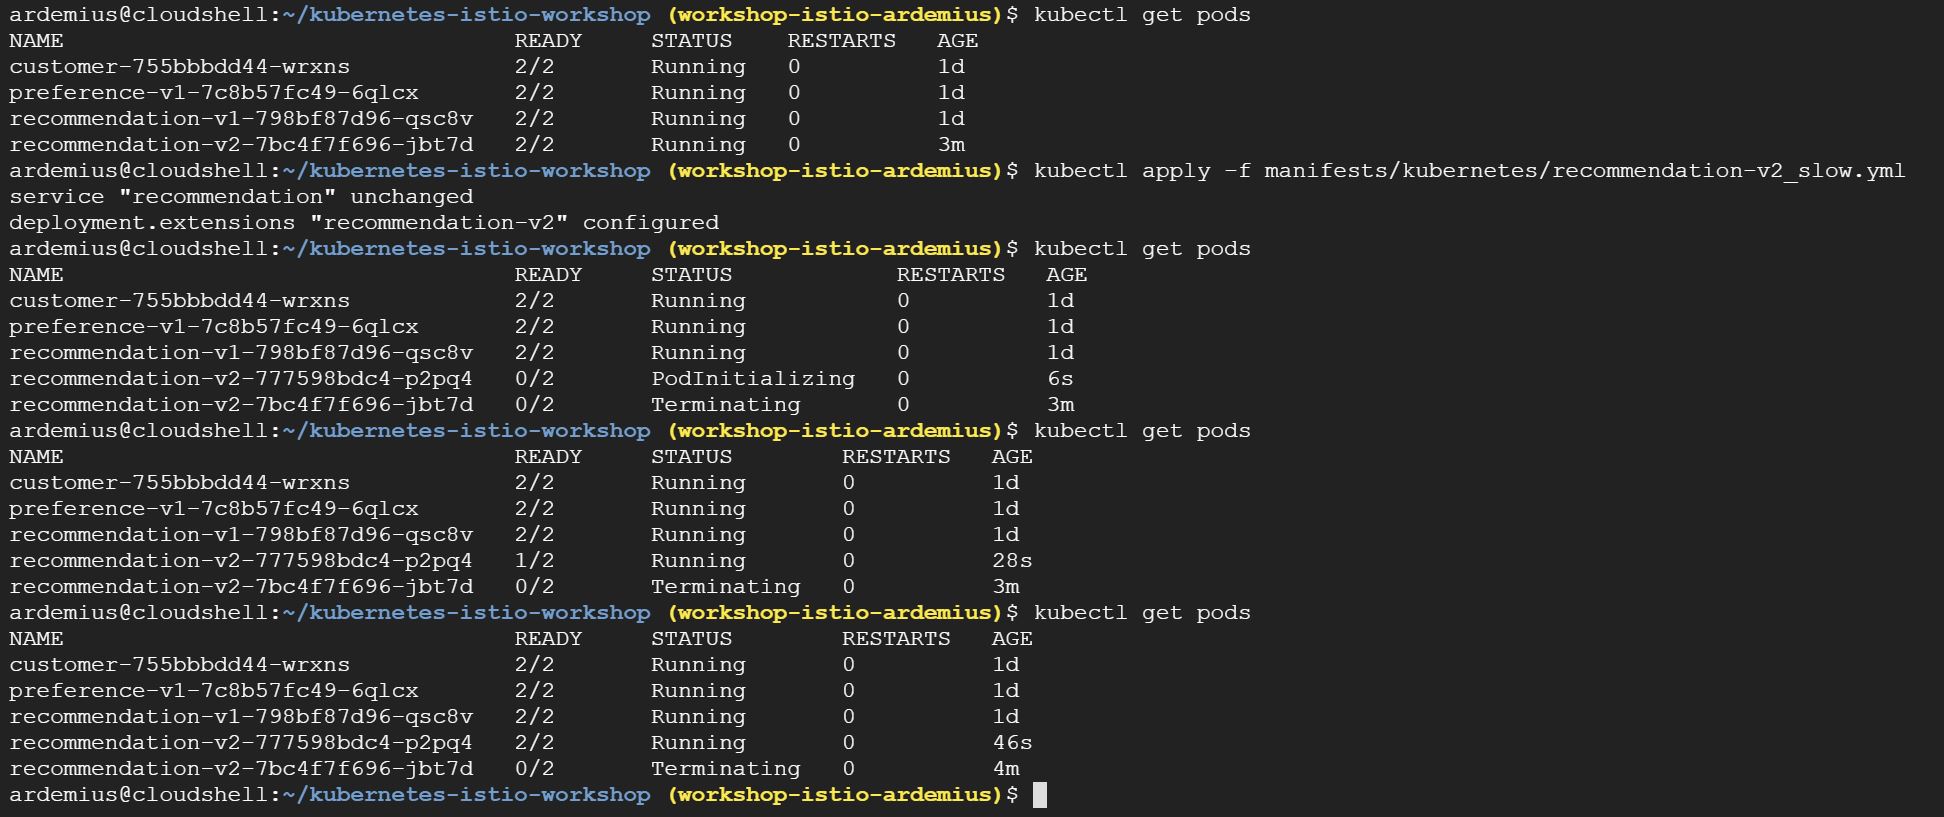 ardemius@cloudshell:~/kubernetes-istio-workshop (workshop-istio-ardemius)$ kubectl get pods
NAME                                 READY     STATUS    RESTARTS   AGE
customer-755bbbdd44-wrxns            2/2       Running   0          1d
preference-v1-7c8b57fc49-6qlcx       2/2       Running   0          1d
recommendation-v1-798bf87d96-qsc8v   2/2       Running   0          1d
recommendation-v2-7bc4f7f696-jbt7d   2/2       Running   0          3m
ardemius@cloudshell:~/kubernetes-istio-workshop (workshop-istio-ardemius)$ kubectl apply -f manifests/kubernetes/recommendation-v2_slow.yml
service "recommendation" unchanged
deployment.extensions "recommendation-v2" configured
ardemius@cloudshell:~/kubernetes-istio-workshop (workshop-istio-ardemius)$ kubectl get pods
NAME                                 READY     STATUS            RESTARTS   AGE
customer-755bbbdd44-wrxns            2/2       Running           0          1d
preference-v1-7c8b57fc49-6qlcx       2/2       Running           0          1d
recommendation-v1-798bf87d96-qsc8v   2/2       Running           0          1d
recommendation-v2-777598bdc4-p2pq4   0/2       PodInitializing   0          6s
recommendation-v2-7bc4f7f696-jbt7d   0/2       Terminating       0          3m
ardemius@cloudshell:~/kubernetes-istio-workshop (workshop-istio-ardemius)$ kubectl get pods
NAME                                 READY     STATUS        RESTARTS   AGE
customer-755bbbdd44-wrxns            2/2       Running       0          1d
preference-v1-7c8b57fc49-6qlcx       2/2       Running       0          1d
recommendation-v1-798bf87d96-qsc8v   2/2       Running       0          1d
recommendation-v2-777598bdc4-p2pq4   1/2       Running       0          28s
recommendation-v2-7bc4f7f696-jbt7d   0/2       Terminating   0          3m
ardemius@cloudshell:~/kubernetes-istio-workshop (workshop-istio-ardemius)$ kubectl get pods
NAME                                 READY     STATUS        RESTARTS   AGE
customer-755bbbdd44-wrxns            2/2       Running       0          1d
preference-v1-7c8b57fc49-6qlcx       2/2       Running       0          1d
recommendation-v1-798bf87d96-qsc8v   2/2       Running       0          1d
recommendation-v2-777598bdc4-p2pq4   2/2       Running       0          46s
recommendation-v2-7bc4f7f696-jbt7d   0/2       Terminating   0          4m
ardemius@cloudshell:~/kubernetes-istio-workshop (workshop-istio-ardemius)$